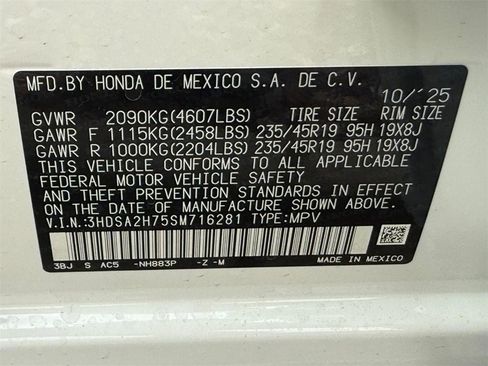 MFD.BY HONDA DE MEXICO S.A. DE C.V.
10/'25
GVWR 2090KG(4607LBS) TIRE SIZE RIM SIZE
GAWR F 1115KG(2458LBS) 235/45R19 95H 19X8J
GAWR R 1000KG(2204LBS) 235/45R19 95H 19X8J
THIS VEHICLE CONFORMS TO ALL APPLICABLE
FEDERAL MOTOR VEHICLE SAFETY
AND THEFT PREVENTION STANDARDS IN EFFECT
ON THE DATE OF MANUFACTURE SHOWN ABOVE.
V.I.N.:3HDSA2H75SM716281 TYPE:MPV
3BJ S AC5 -NH883P -Z -M MADE IN MEXICO